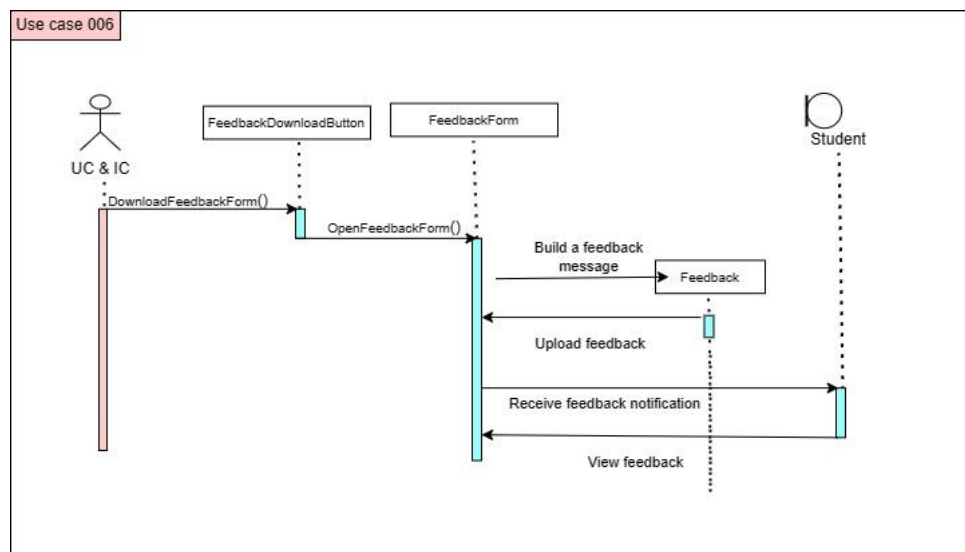 Use case 006
FeedbackDownloadButton
FeedbackForm
Student
UC & IC
DownloadFeedbackForm()
OpenFeedbackForm()
Build a feedback
message
Feedback
Upload feedback
Receive feedback notification
View feedback